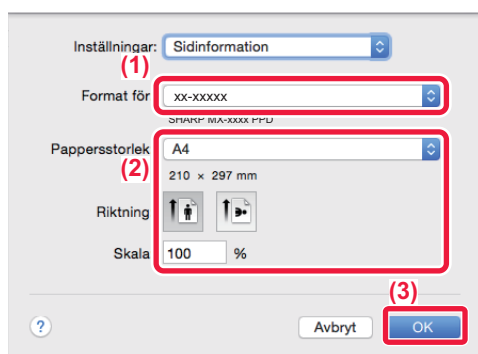 Inställningar: Sidinformation
(1)
Format för xx-xxxxx
SHARP MX-xxxx PPD
Pappersstorlek A4
(2)
210 × 297 mm
Riktning
Skala 100 %
(3)
? Avbryt OK